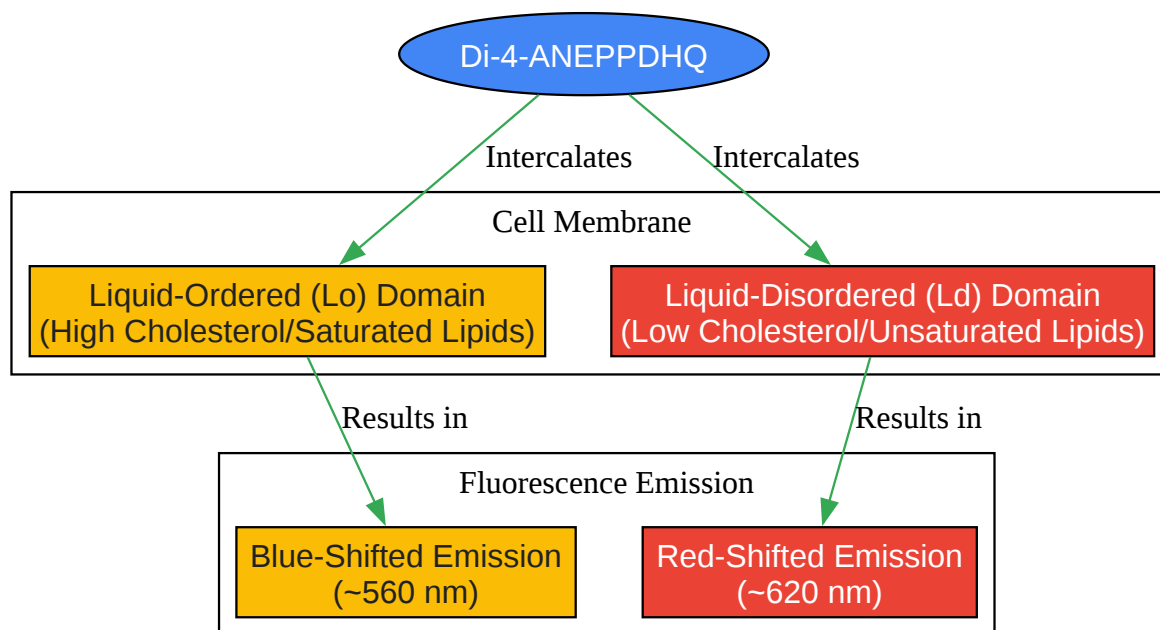 Di-4-ANEPPDHQ
Intercalates
Intercalates
Cell Membrane
Liquid-Ordered (Lo) Domain
(High Cholesterol/Saturated Lipids)
Liquid-Disordered (Ld) Domain
(Low Cholesterol/Unsaturated Lipids)
Results in
Results in
Fluorescence Emission
Blue-Shifted Emission
(~560 nm)
Red-Shifted Emission
(~620 nm)